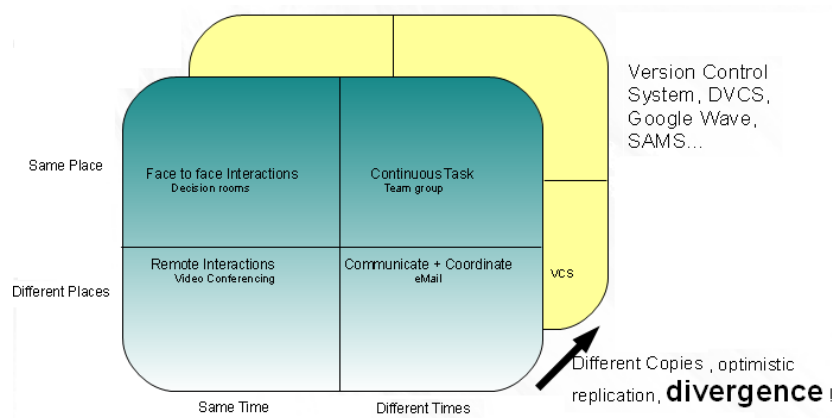 Version Control
System, DVCS,
Google Wave,
SAMS...
Same Place
Face to face Interactions
Decision rooms
Continuous Task
Team group
Different Places
Remote Interactions
Video Conferencing
Communicate + Coordinate
eMail
vcs
Different Copies , optimistic
replication, divergence !
Same Time
Different Times